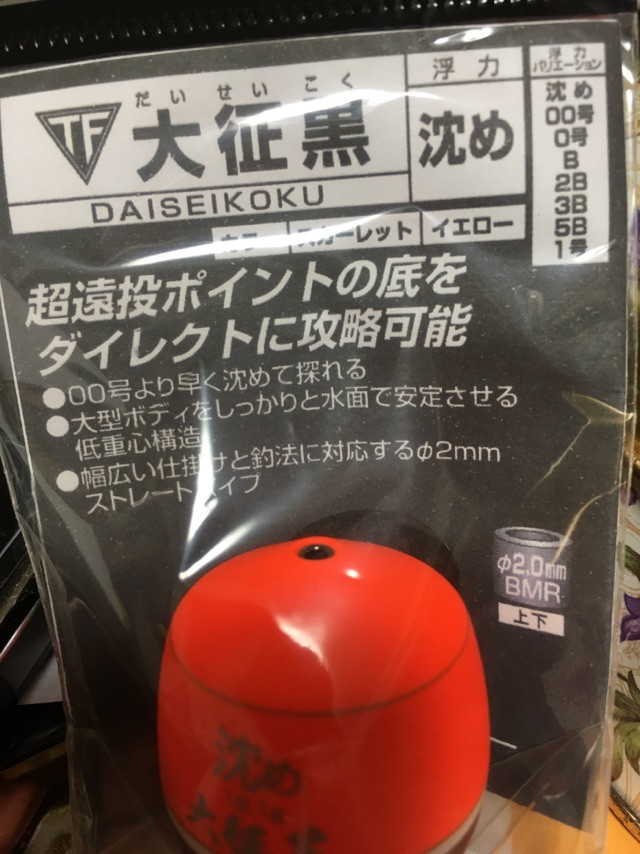 TF
だいせいこく
大征黒
DAISEIKOKU
浮力
沈め
浮力
バリエーション
沈め
00号
0号
B
2B
3B
5B
1号
カラー スカーレット イエロー
超遠投ポイントの底を
ダイレクトに攻略可能
●00号より早く沈めて探れる
●大型ボディをしっかりと水面で安定させる
低重心構造
●幅広い仕掛けと釣法に対応するφ2mm
ストレートパイプ
φ2.0mm
BMR
上下
沈め